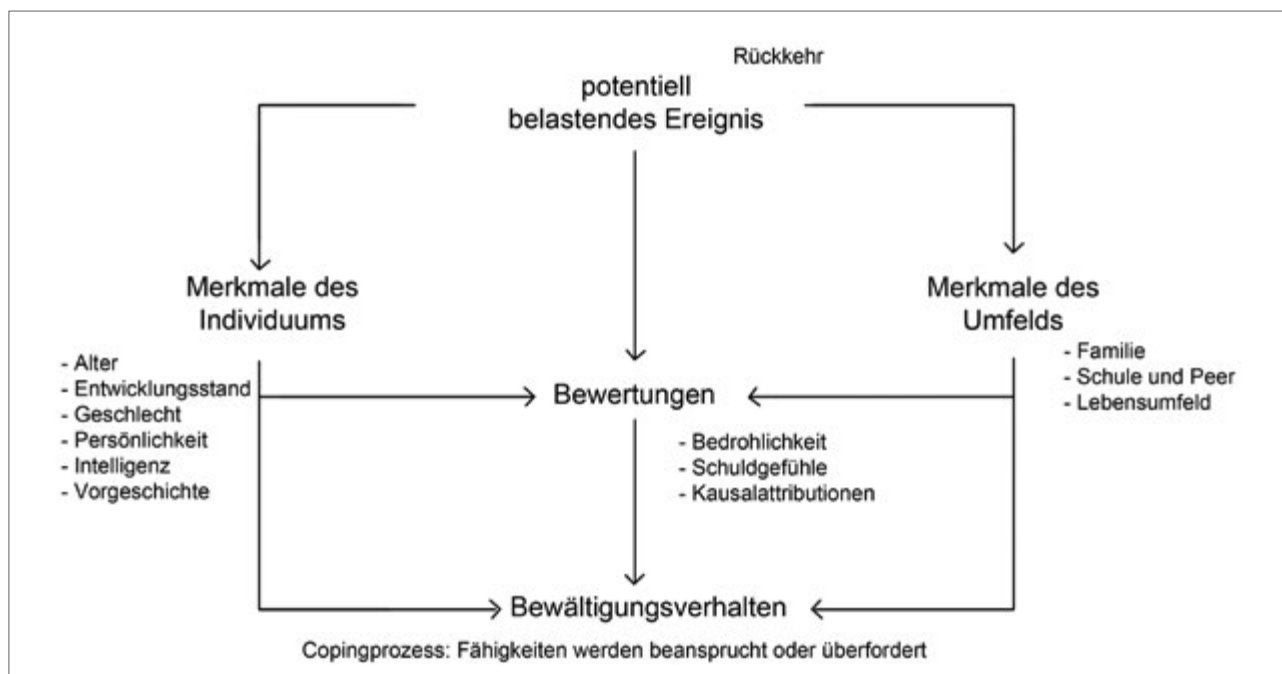 Rückkehr
potentiell
belastendes Ereignis
Merkmale des
Individuums
- Alter
- Entwicklungsstand
- Geschlecht
- Persönlichkeit
- Intelligenz
- Vorgeschichte
Merkmale des
Umfelds
- Familie
- Schule und Peer
- Lebensumfeld
Bewertungen
- Bedrohlichkeit
- Schuldgefühle
- Kausalattributionen
Bewältigungsverhalten
Copingprozess: Fähigkeiten werden beansprucht oder überfordert